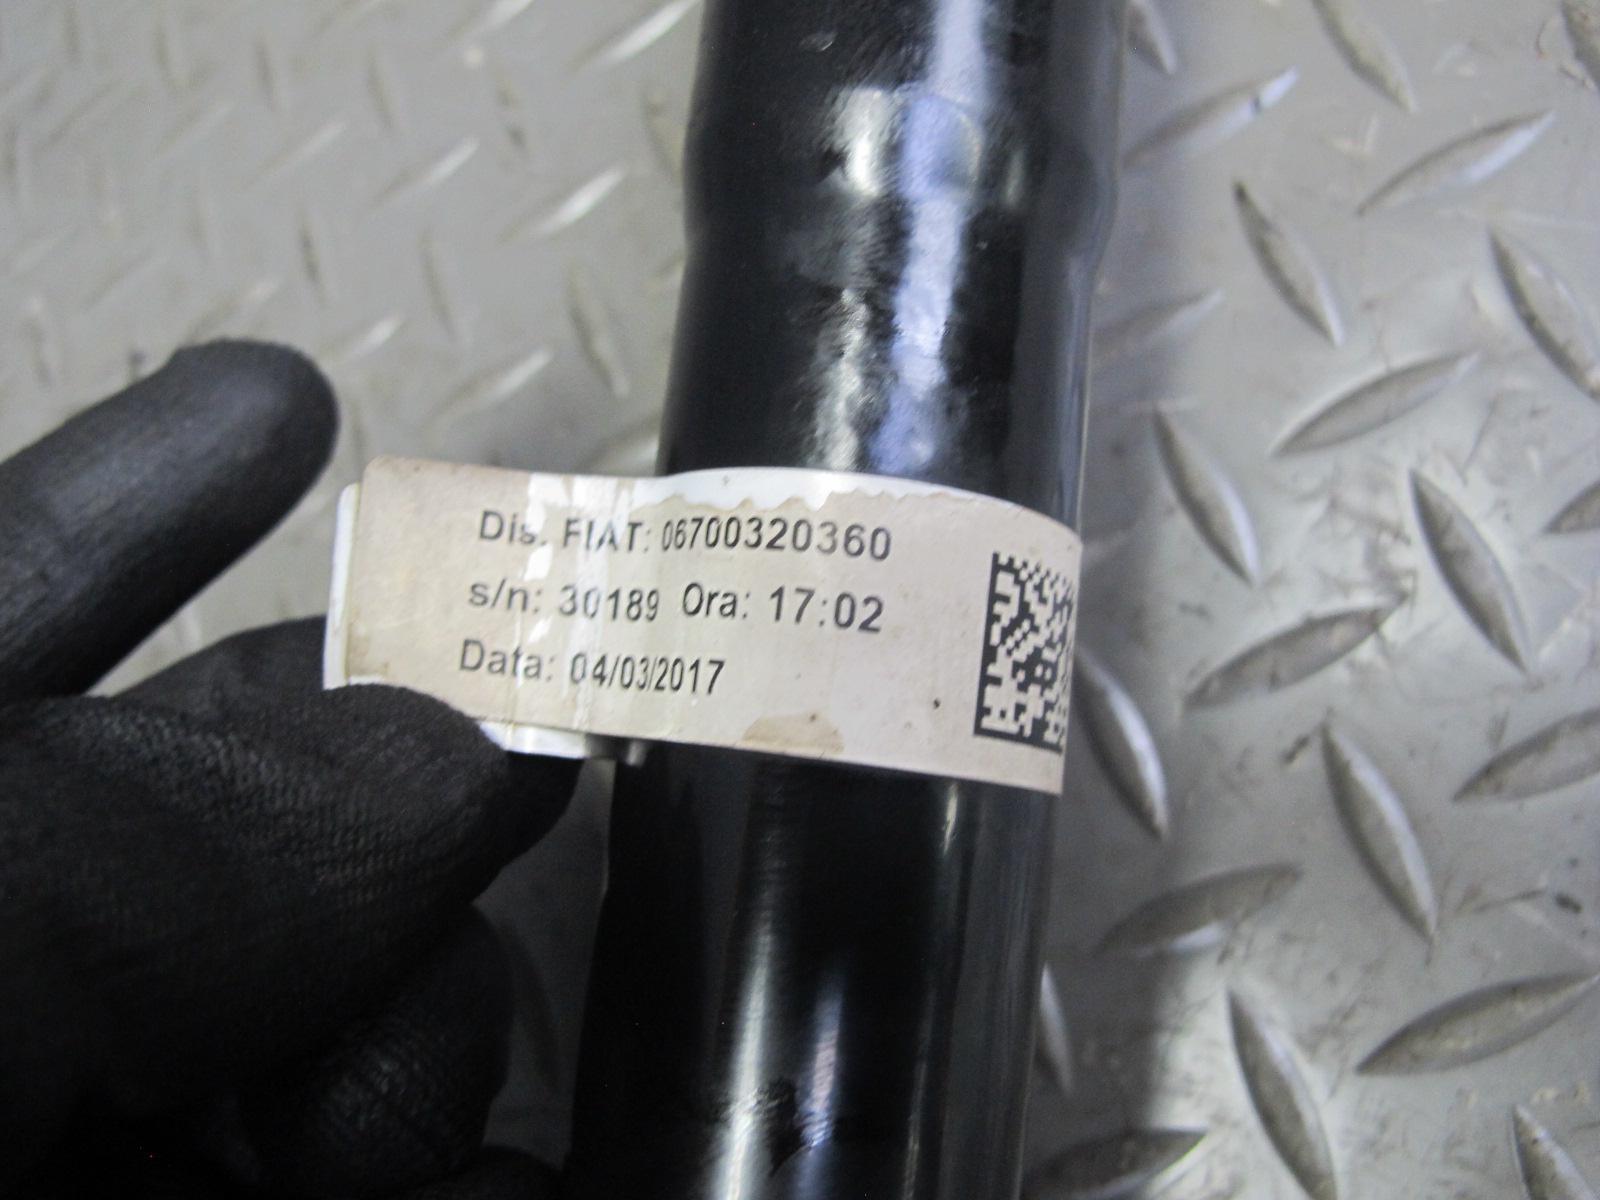 Dis. FIAT: 06700320360
s/n: 30189 Ora: 17:02
Data: 04/03/2017